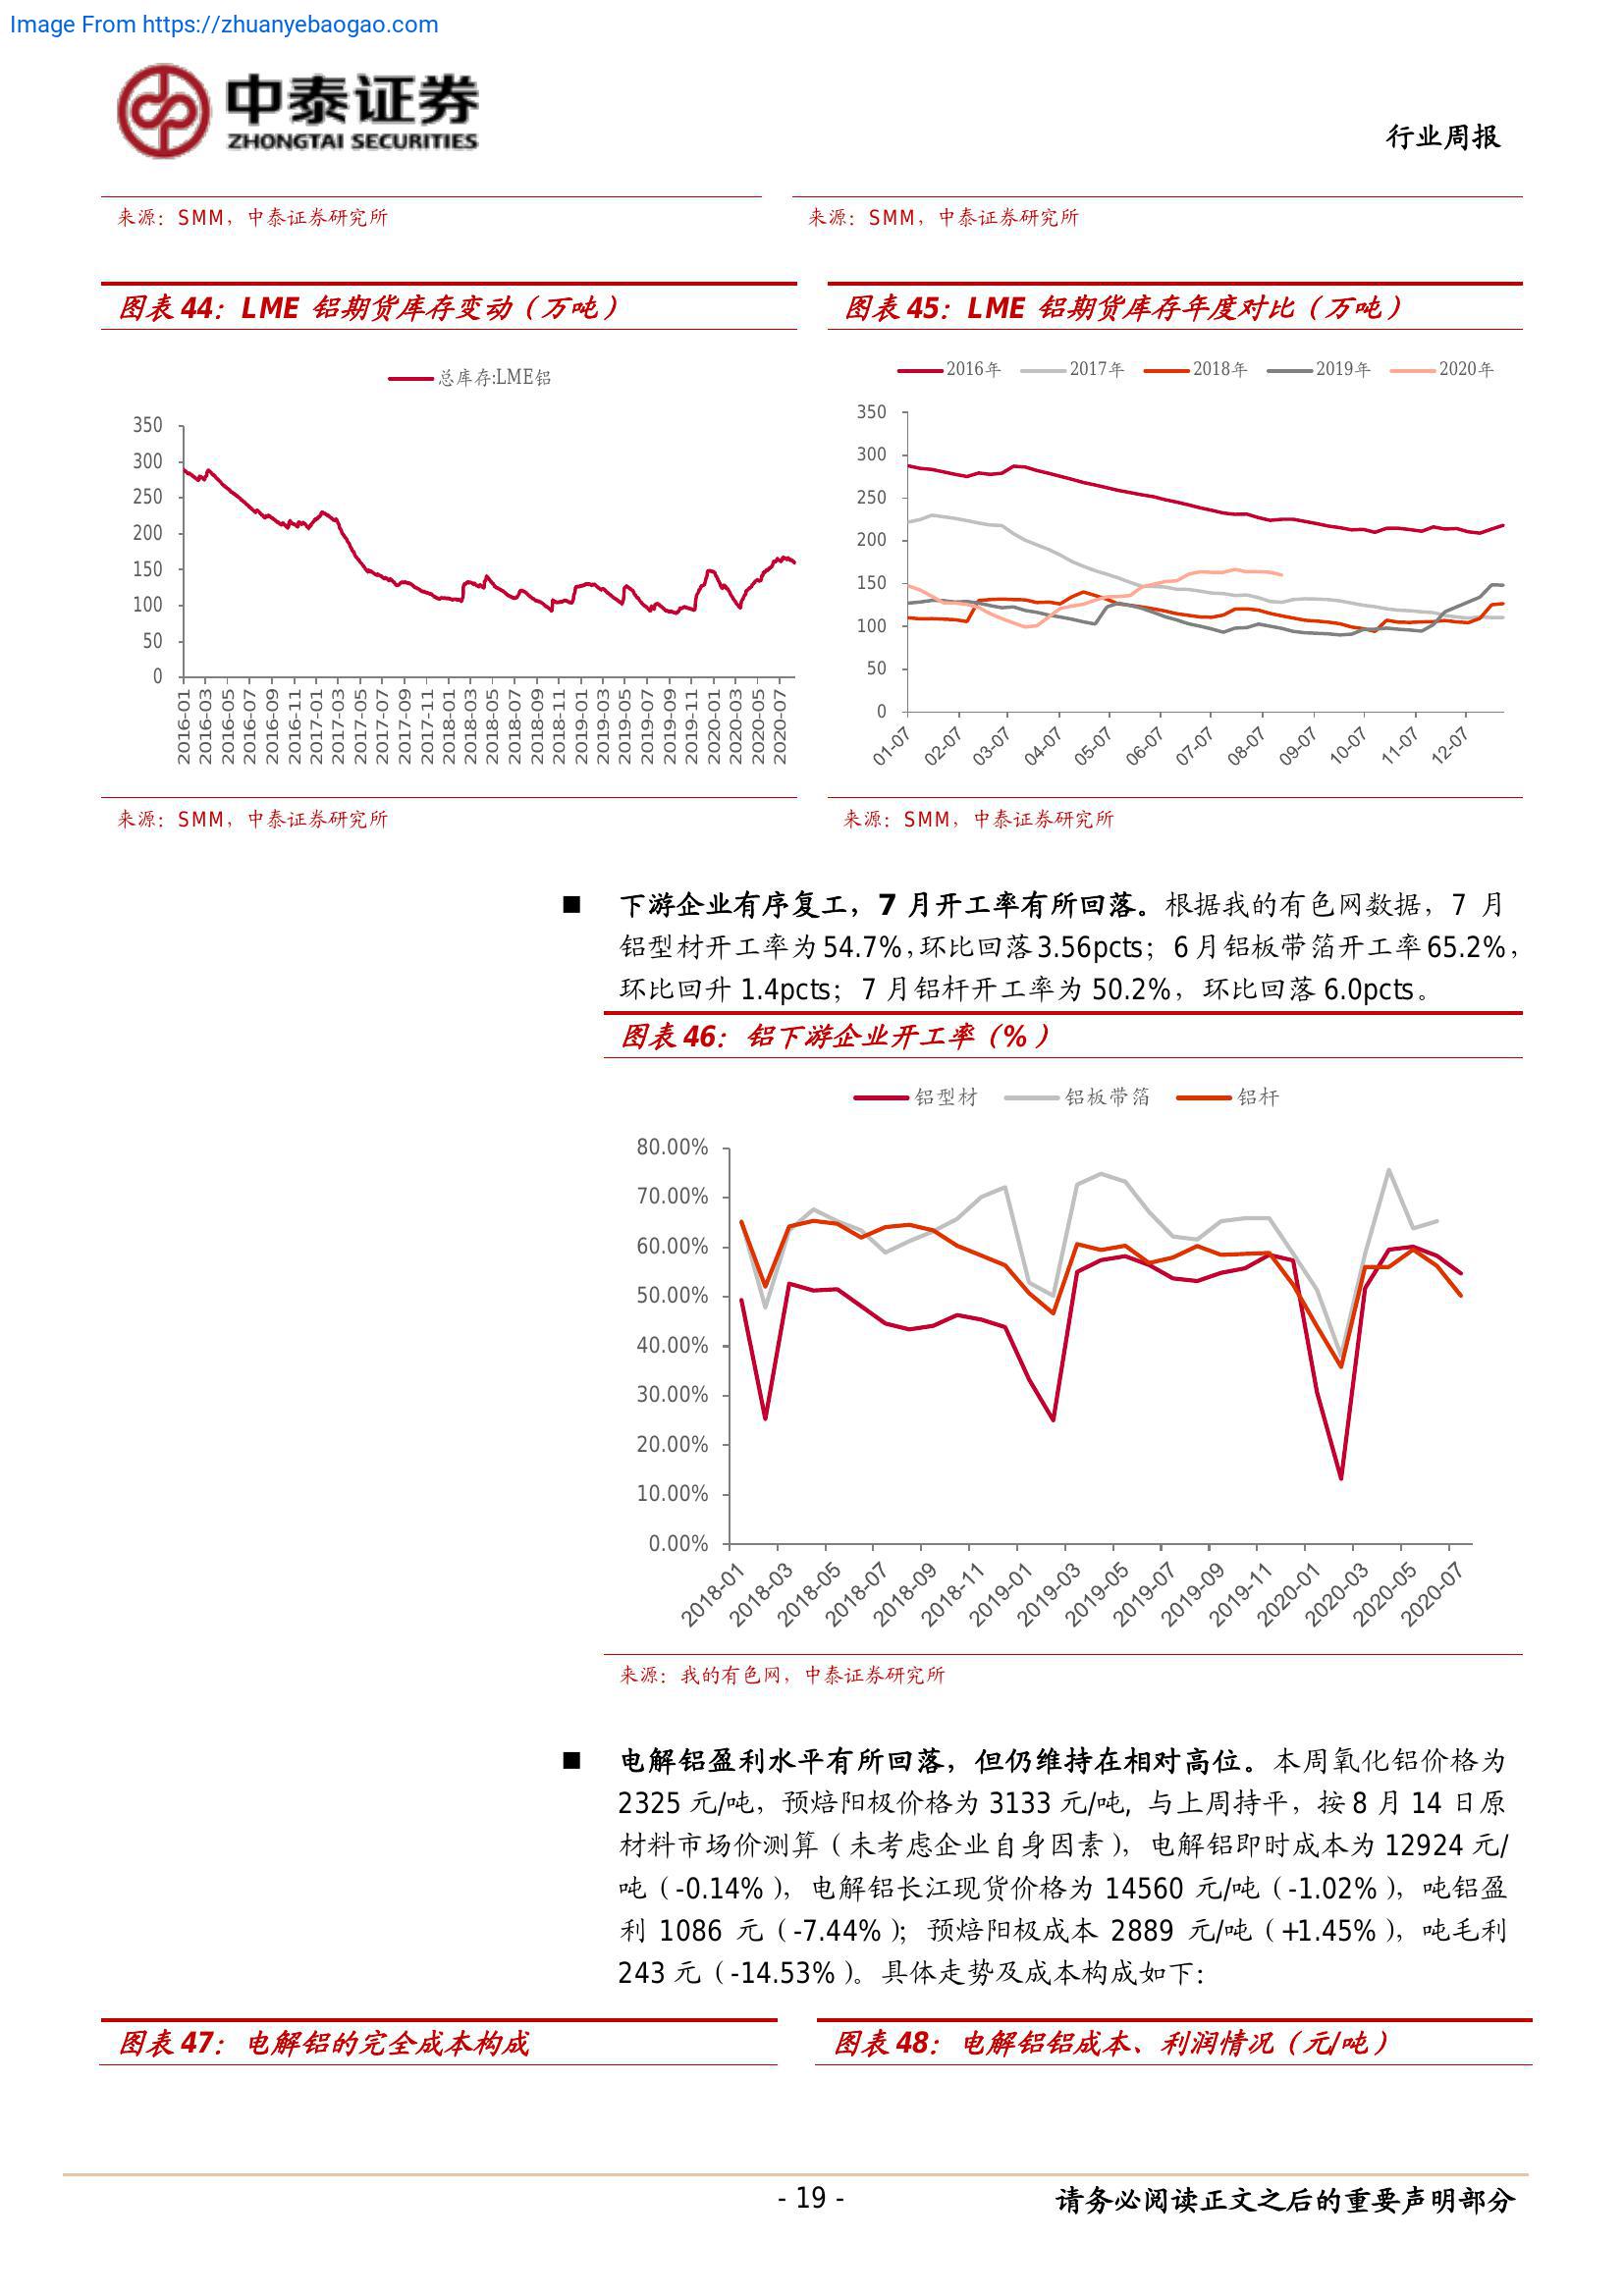 Image From https://zhuanyebaogao.com
中泰证券
ZHONGTAI SECURITIES
行业周报
来源：SMM，中泰证券研究所
来源：SMM，中泰证券研究所
图表44：LME 铝期货库存变动（万吨）
总库存:LME铝
350
300
250
200
150
100
50
0
2016-01
2016-03
2016-05
2016-07
2016-09
2016-11
2017-01
2017-03
2017-05
2017-07
2017-09
2017-11
2018-01
2018-03
2018-05
2018-07
2018-09
2018-11
2019-01
2019-03
2019-05
2019-07
2019-09
2019-11
2020-01
2020-03
2020-05
2020-07
来源：SMM，中泰证券研究所
图表45：LME 铝期货库存年度对比（万吨）
2016年 2017年 2018年 2019年 2020年
350
300
250
200
150
100
50
0
01-07
02-07
03-07
04-07
05-07
06-07
07-07
08-07
09-07
10-07
11-07
12-07
来源：SMM，中泰证券研究所
■ 下游企业有序复工，7 月开工率有所回落。根据我的有色网数据，7 月
铝型材开工率为54.7%，环比回落3.56pcts；6月铝板带箔开工率65.2%，
环比回升 1.4pcts；7 月铝杆开工率为 50.2%，环比回落 6.0pcts。
图表46：铝下游企业开工率（%）
铝型材 铝板带箔 铝杆
80.00%
70.00%
60.00%
50.00%
40.00%
30.00%
20.00%
10.00%
0.00%
2018-01
2018-03
2018-05
2018-07
2018-09
2018-11
2019-01
2019-03
2019-05
2019-07
2019-09
2019-11
2020-01
2020-03
2020-05
2020-07
来源：我的有色网，中泰证券研究所
■ 电解铝盈利水平有所回落，但仍维持在相对高位。本周氧化铝价格为
2325 元/吨，预焙阳极价格为 3133 元/吨, 与上周持平，按 8 月 14 日原
材料市场价测算（未考虑企业自身因素），电解铝即时成本为 12924 元/
吨（-0.14%），电解铝长江现货价格为 14560 元/吨（-1.02%），吨铝盈
利 1086 元（-7.44%）；预焙阳极成本 2889 元/吨（+1.45%），吨毛利
243 元（-14.53%）。具体走势及成本构成如下：
图表47：电解铝的完全成本构成
图表48：电解铝铝成本、利润情况（元/吨）
- 19 -
请务必阅读正文之后的重要声明部分